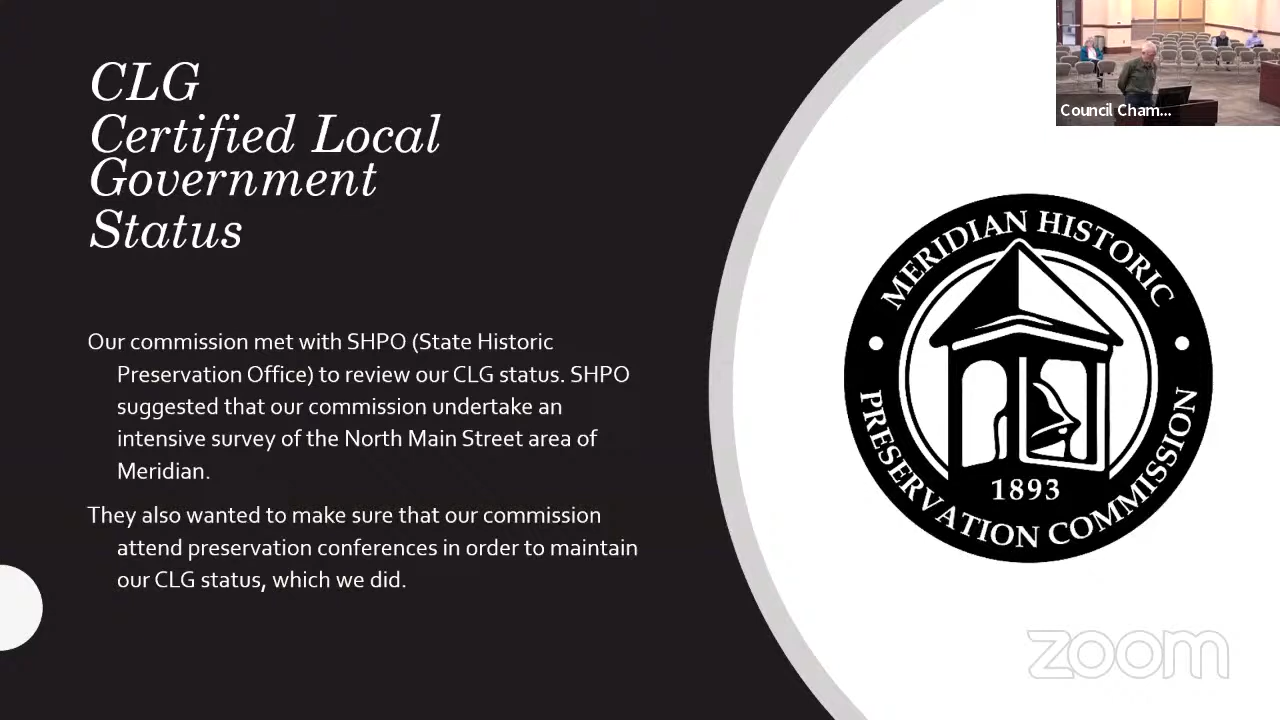 CLG
Certified Local
Government
Status
Our commission met with SHPO (State Historic
Preservation Office) to review our CLG status. SHPO
suggested that our commission undertake an
intensive survey of the North Main Street area of
Meridian.
They also wanted to make sure that our commission
attend preservation conferences in order to maintain
our CLG status, which we did.
Council Cham...
MERIDIAN HISTORIC
1893
PRESERVATION COMMISSION
zoom